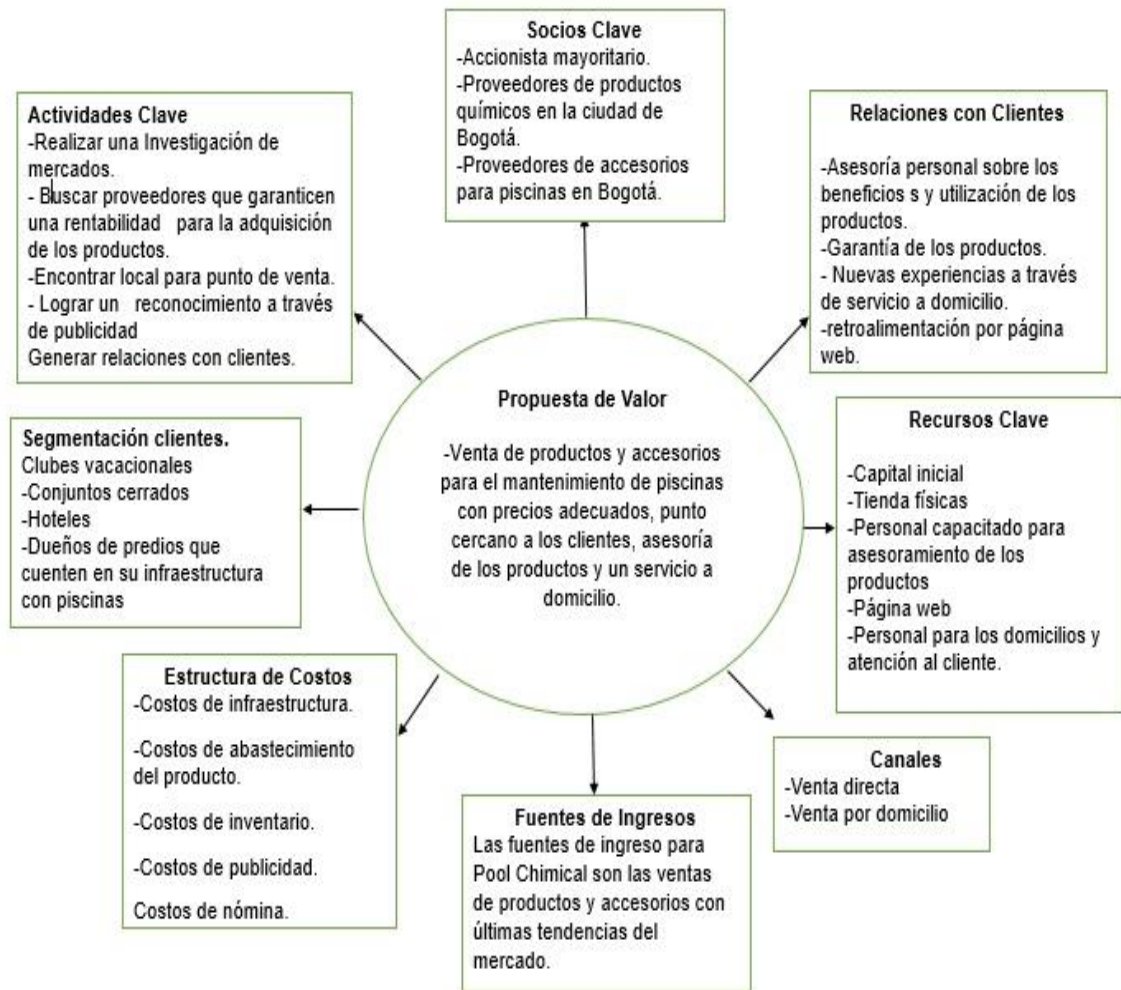 Socios Clave
-Accionista mayoritario.
-Proveedores de productos
químicos en la ciudad de
Bogotá.
-Proveedores de accesorios
para piscinas en Bogotá.
Actividades Clave
-Realizar una Investigación de
mercados.
- Buscar proveedores que garanticen
una rentabilidad para la adquisición
de los productos.
-Encontrar local para punto de venta.
- Lograr un reconocimiento a través
de publicidad
Generar relaciones con clientes.
Relaciones con Clientes
-Asesoría personal sobre los
beneficios s y utilización de los
productos.
-Garantía de los productos.
- Nuevas experiencias a través
de servicio a domicilio.
-retroalimentación por página
web.
Propuesta de Valor
-Venta de productos y accesorios
para el mantenimiento de piscinas
con precios adecuados, punto
cercano a los clientes, asesoría
de los productos y un servicio a
domicilio.
Segmentación clientes.
Clubes vacacionales
-Conjuntos cerrados
-Hoteles
-Dueños de predios que
cuenten en su infraestructura
con piscinas
Recursos Clave
-Capital inicial
-Tienda físicas
-Personal capacitado para
asesoramiento de los
productos
-Página web
-Personal para los domicilios y
atención al cliente.
Estructura de Costos
-Costos de infraestructura.
-Costos de abastecimiento
del producto.
-Costos de inventario.
-Costos de publicidad.
Costos de nómina.
Fuentes de Ingresos
Las fuentes de ingreso para
Pool Chimical son las ventas
de productos y accesorios con
últimas tendencias del
mercado.
Canales
-Venta directa
-Venta por domicilio